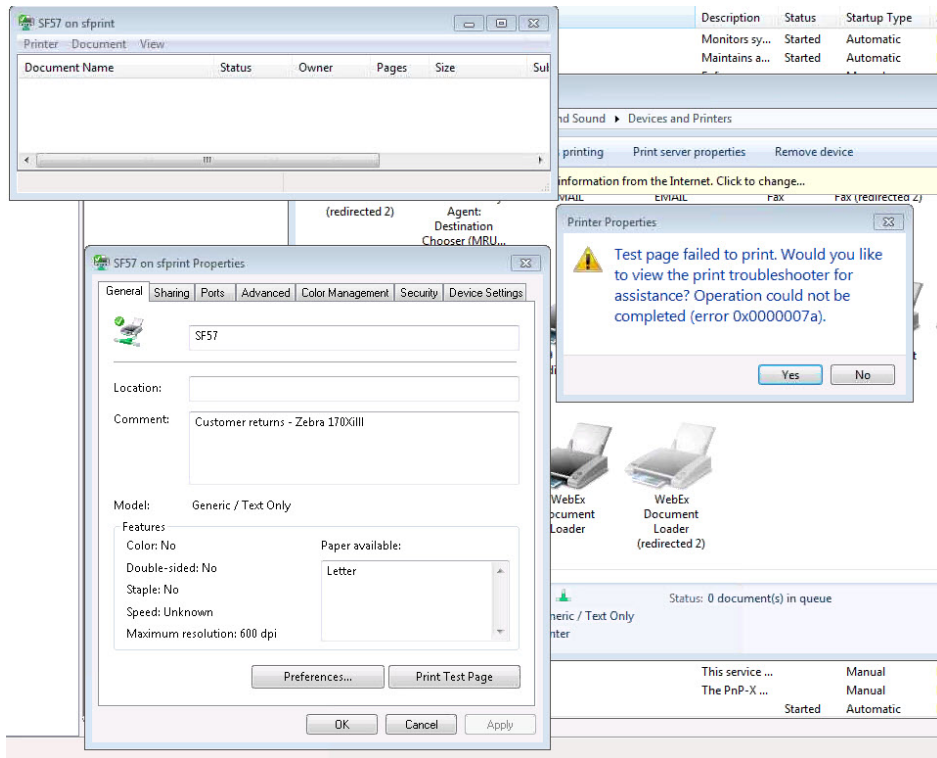 SF57 on sfprint
Printer Document View
Document Name Status Owner Pages Size Sul
Description Status Startup Type
Monitors sy... Started Automatic
Maintains a... Started Automatic
nd Sound Devices and Printers
printing Print server properties Remove device
information from the Internet. Click to change...
EMAIL Fax Fax (redirected 2)
(redirected 2)
Agent:
Destination
Chooser (MRU...
Printer Properties
Test page failed to print. Would you like
to view the print troubleshooter for
assistance? Operation could not be
completed (error 0x0000007a).
Yes No
SF57 on sfprint Properties
General Sharing Ports Advanced Color Management Security Device Settings
SF57
Location:
Comment: Customer returns - Zebra 170XiIII
Model: Generic / Text Only
Features
Color: No
Double-sided: No
Staple: No
Speed: Unknown
Maximum resolution: 600 dpi
Paper available:
Letter
Preferences... Print Test Page
OK Cancel Apply
WebEx
ocument
Loader
WebEx
Document
Loader
(redirected 2)
Status: 0 document(s) in queue
neric / Text Only
nter
This service ... Manual
The PnP-X ... Manual
Started Automatic